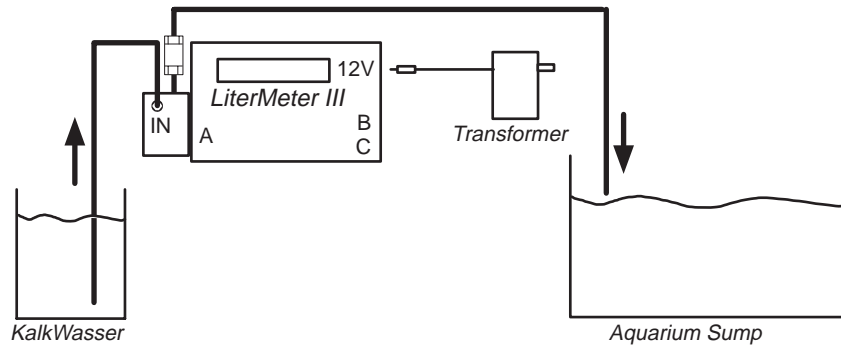 12V
LiterMeter III
IN
A
B
C
Transformer
KalkWasser
Aquarium Sump